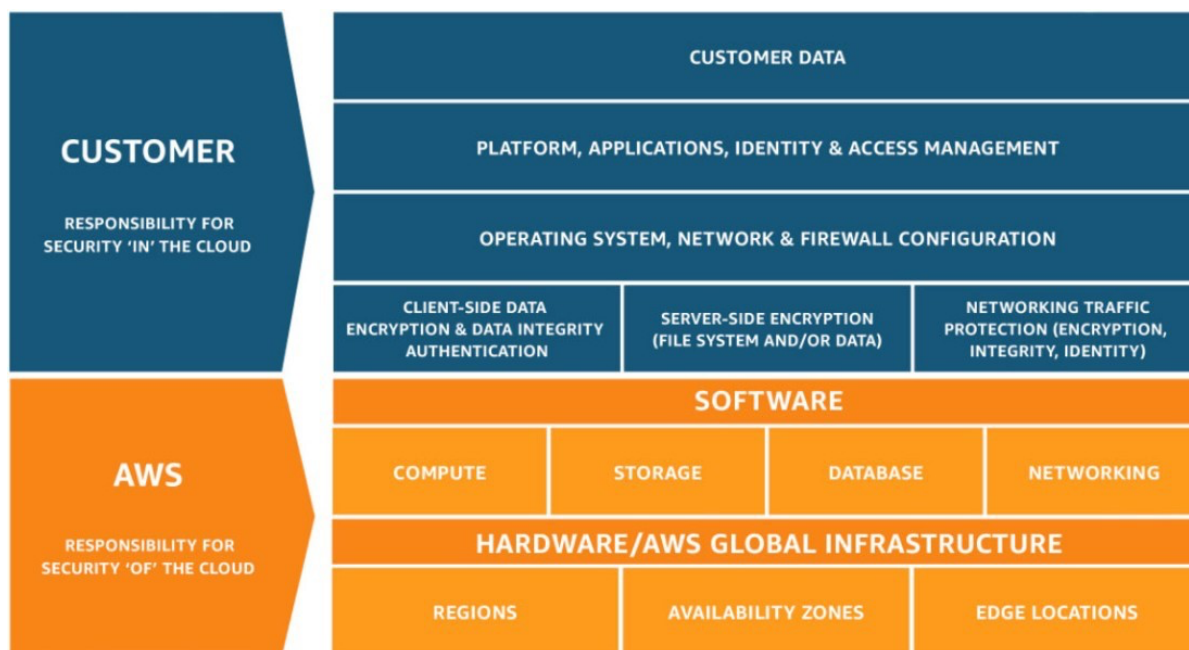 CUSTOMER
RESPONSIBILITY FOR
SECURITY ‘IN’ THE CLOUD
CUSTOMER DATA
PLATFORM, APPLICATIONS, IDENTITY & ACCESS MANAGEMENT
OPERATING SYSTEM, NETWORK & FIREWALL CONFIGURATION
CLIENT-SIDE DATA
ENCRYPTION & DATA INTEGRITY
AUTHENTICATION
SERVER-SIDE ENCRYPTION
(FILE SYSTEM AND/OR DATA)
NETWORKING TRAFFIC
PROTECTION (ENCRYPTION,
INTEGRITY, IDENTITY)
AWS
RESPONSIBILITY FOR
SECURITY ‘OF’ THE CLOUD
SOFTWARE
COMPUTE
STORAGE
DATABASE
NETWORKING
HARDWARE/AWS GLOBAL INFRASTRUCTURE
REGIONS
AVAILABILITY ZONES
EDGE LOCATIONS